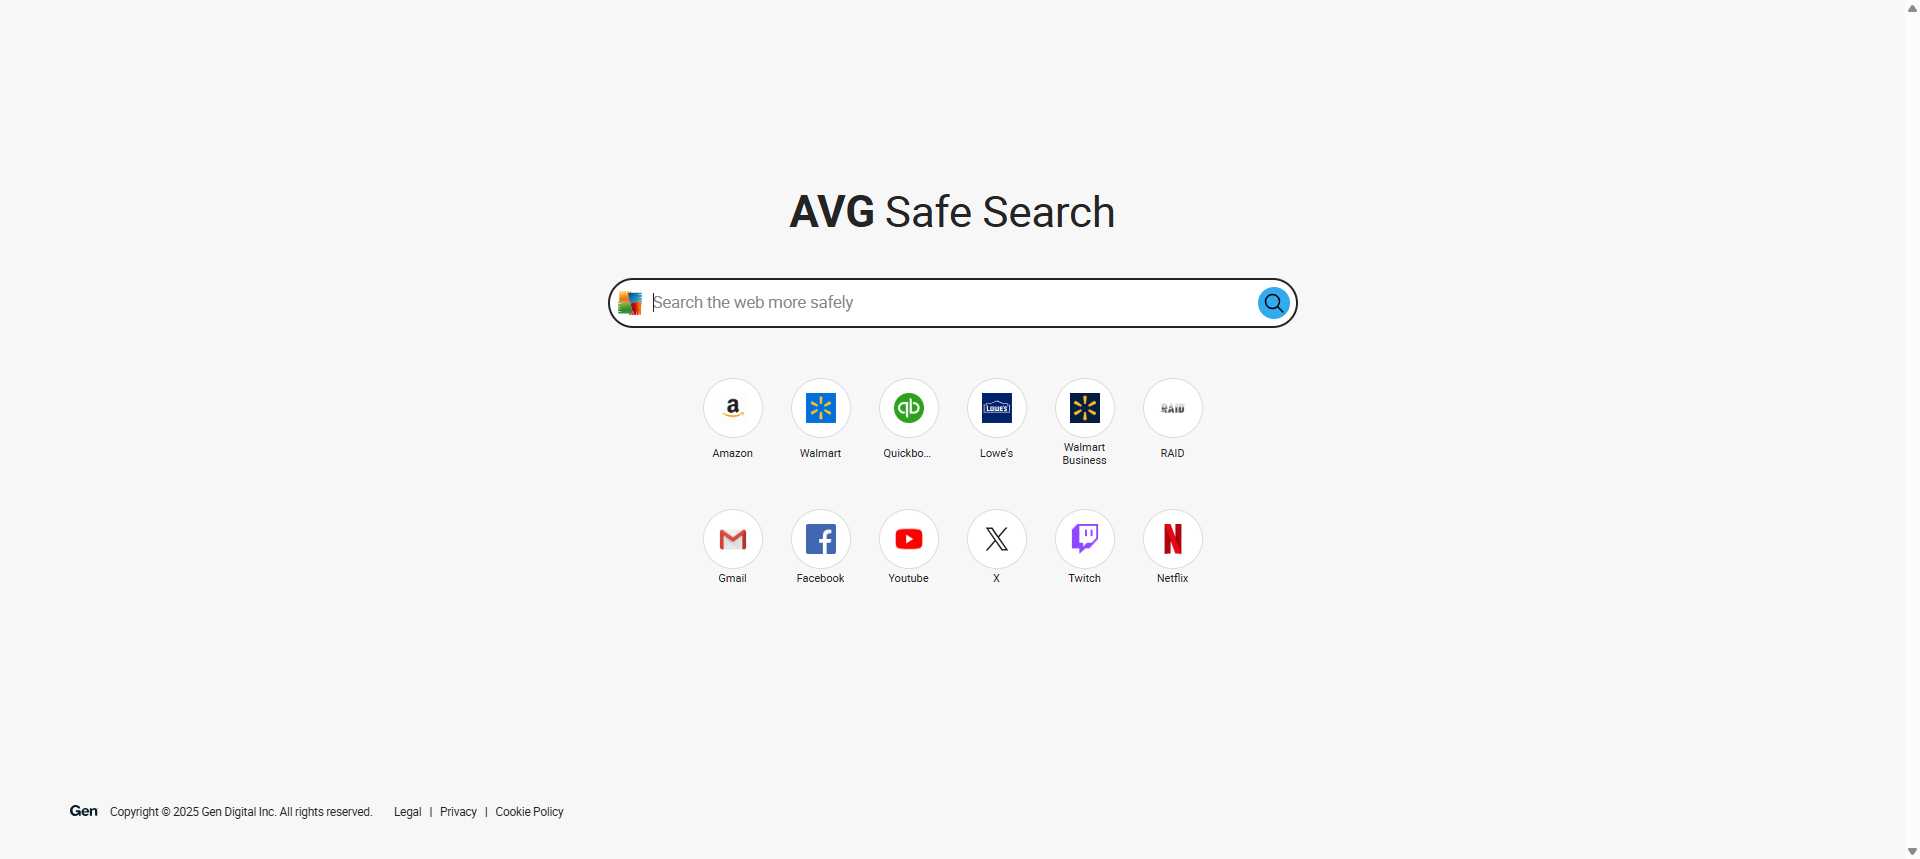 AVG Safe Search
Search the web more safely
a
qb
LOWE'S
RAID
Amazon
Walmart
Quickbo...
Lowe's
Walmart
Business
RAID
Gmail
Facebook
Youtube
X
Twitch
Netflix
Gen Copyright © 2025 Gen Digital Inc. All rights reserved. Legal | Privacy | Cookie Policy